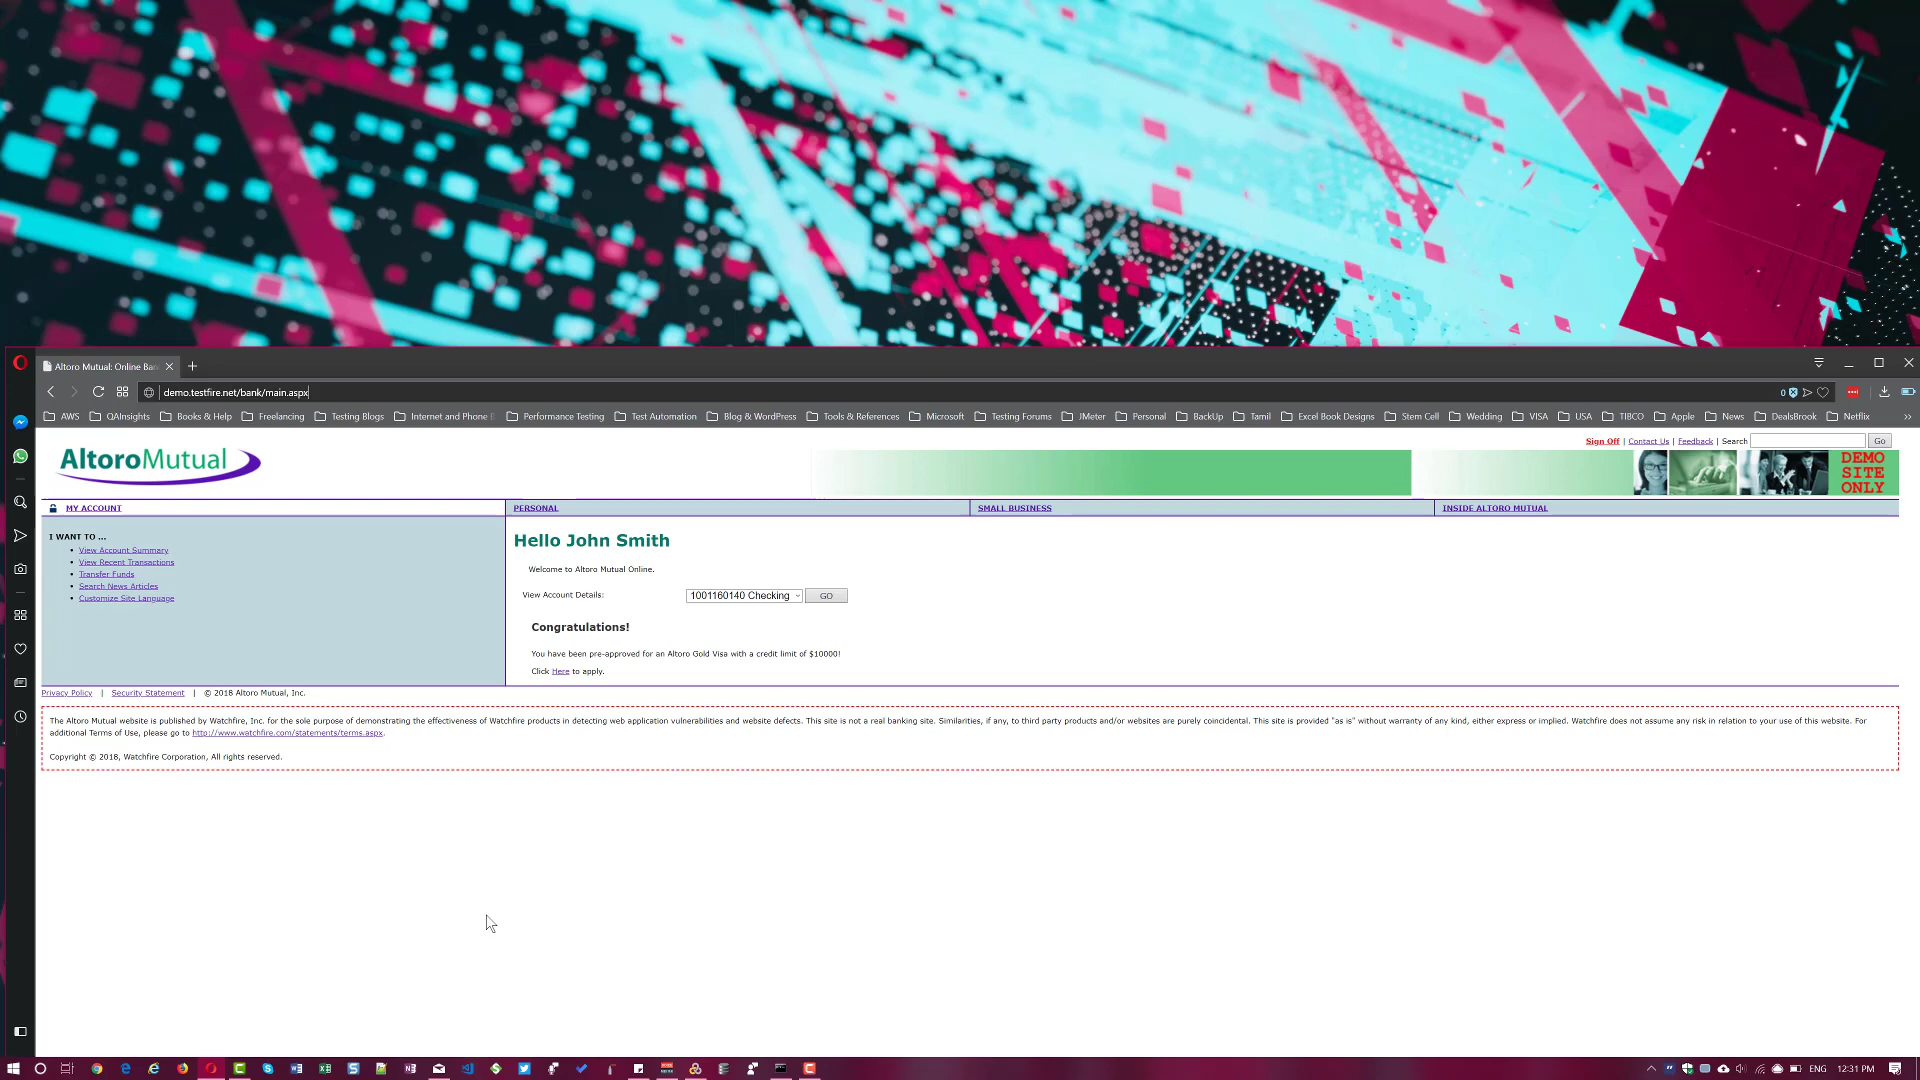 Altoro Mutual: Online Ba
demo.testfire.net/bank/main.aspx
0
AWS QAInsights Books & Help Freelancing Testing Blogs Internet and Phone Performance Testing Test Automation Blog & WordPress Tools & References Microsoft Testing Forums JMeter Personal BackUp Tamil Excel Book Designs Stem Cell Wedding VISA USA TIBCO Apple News DealsBrook Netflix
Sign Off | Contact Us | Feedback | Search Go
AltoroMutual
DEMO
SITE
ONLY
MY ACCOUNT PERSONAL SMALL BUSINESS INSIDE ALTORO MUTUAL
I WANT TO ...
• View Account Summary
• View Recent Transactions
• Transfer Funds
• Search News Articles
• Customize Site Language
Hello John Smith
Welcome to Altoro Mutual Online.
View Account Details: 1001160140 Checking GO
Congratulations!
You have been pre-approved for an Altoro Gold Visa with a credit limit of $10000!
Click Here to apply.
Privacy Policy | Security Statement | © 2018 Altoro Mutual, Inc.
The Altoro Mutual website is published by Watchfire, Inc. for the sole purpose of demonstrating the effectiveness of Watchfire products in detecting web application vulnerabilities and website defects. This site is not a real banking site. Similarities, if any, to third party products and/or websites are purely coincidental. This site is provided "as is" without warranty of any kind, either express or implied. Watchfire does not assume any risk in relation to your use of this website. For
additional Terms of Use, please go to http://www.watchfire.com/statements/terms.aspx.
Copyright © 2018, Watchfire Corporation, All rights reserved.
ENG 12:31 PM